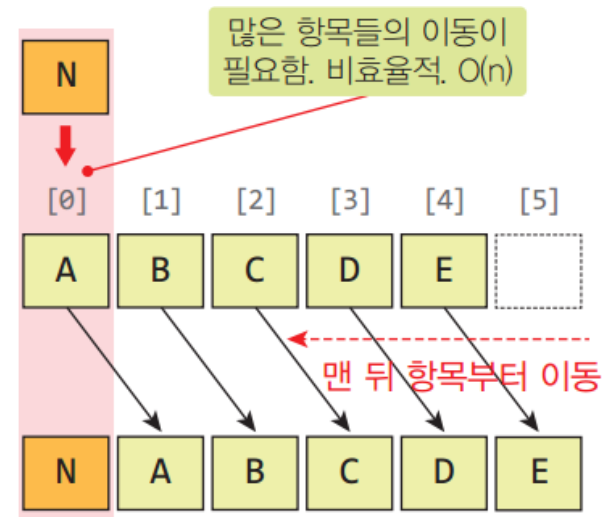 많은 항목들의 이동이
필요함. 비효율적. O(n)
N
[0] [1] [2] [3] [4] [5]
A B C D E
맨 뒤 항목부터 이동
N A B C D E